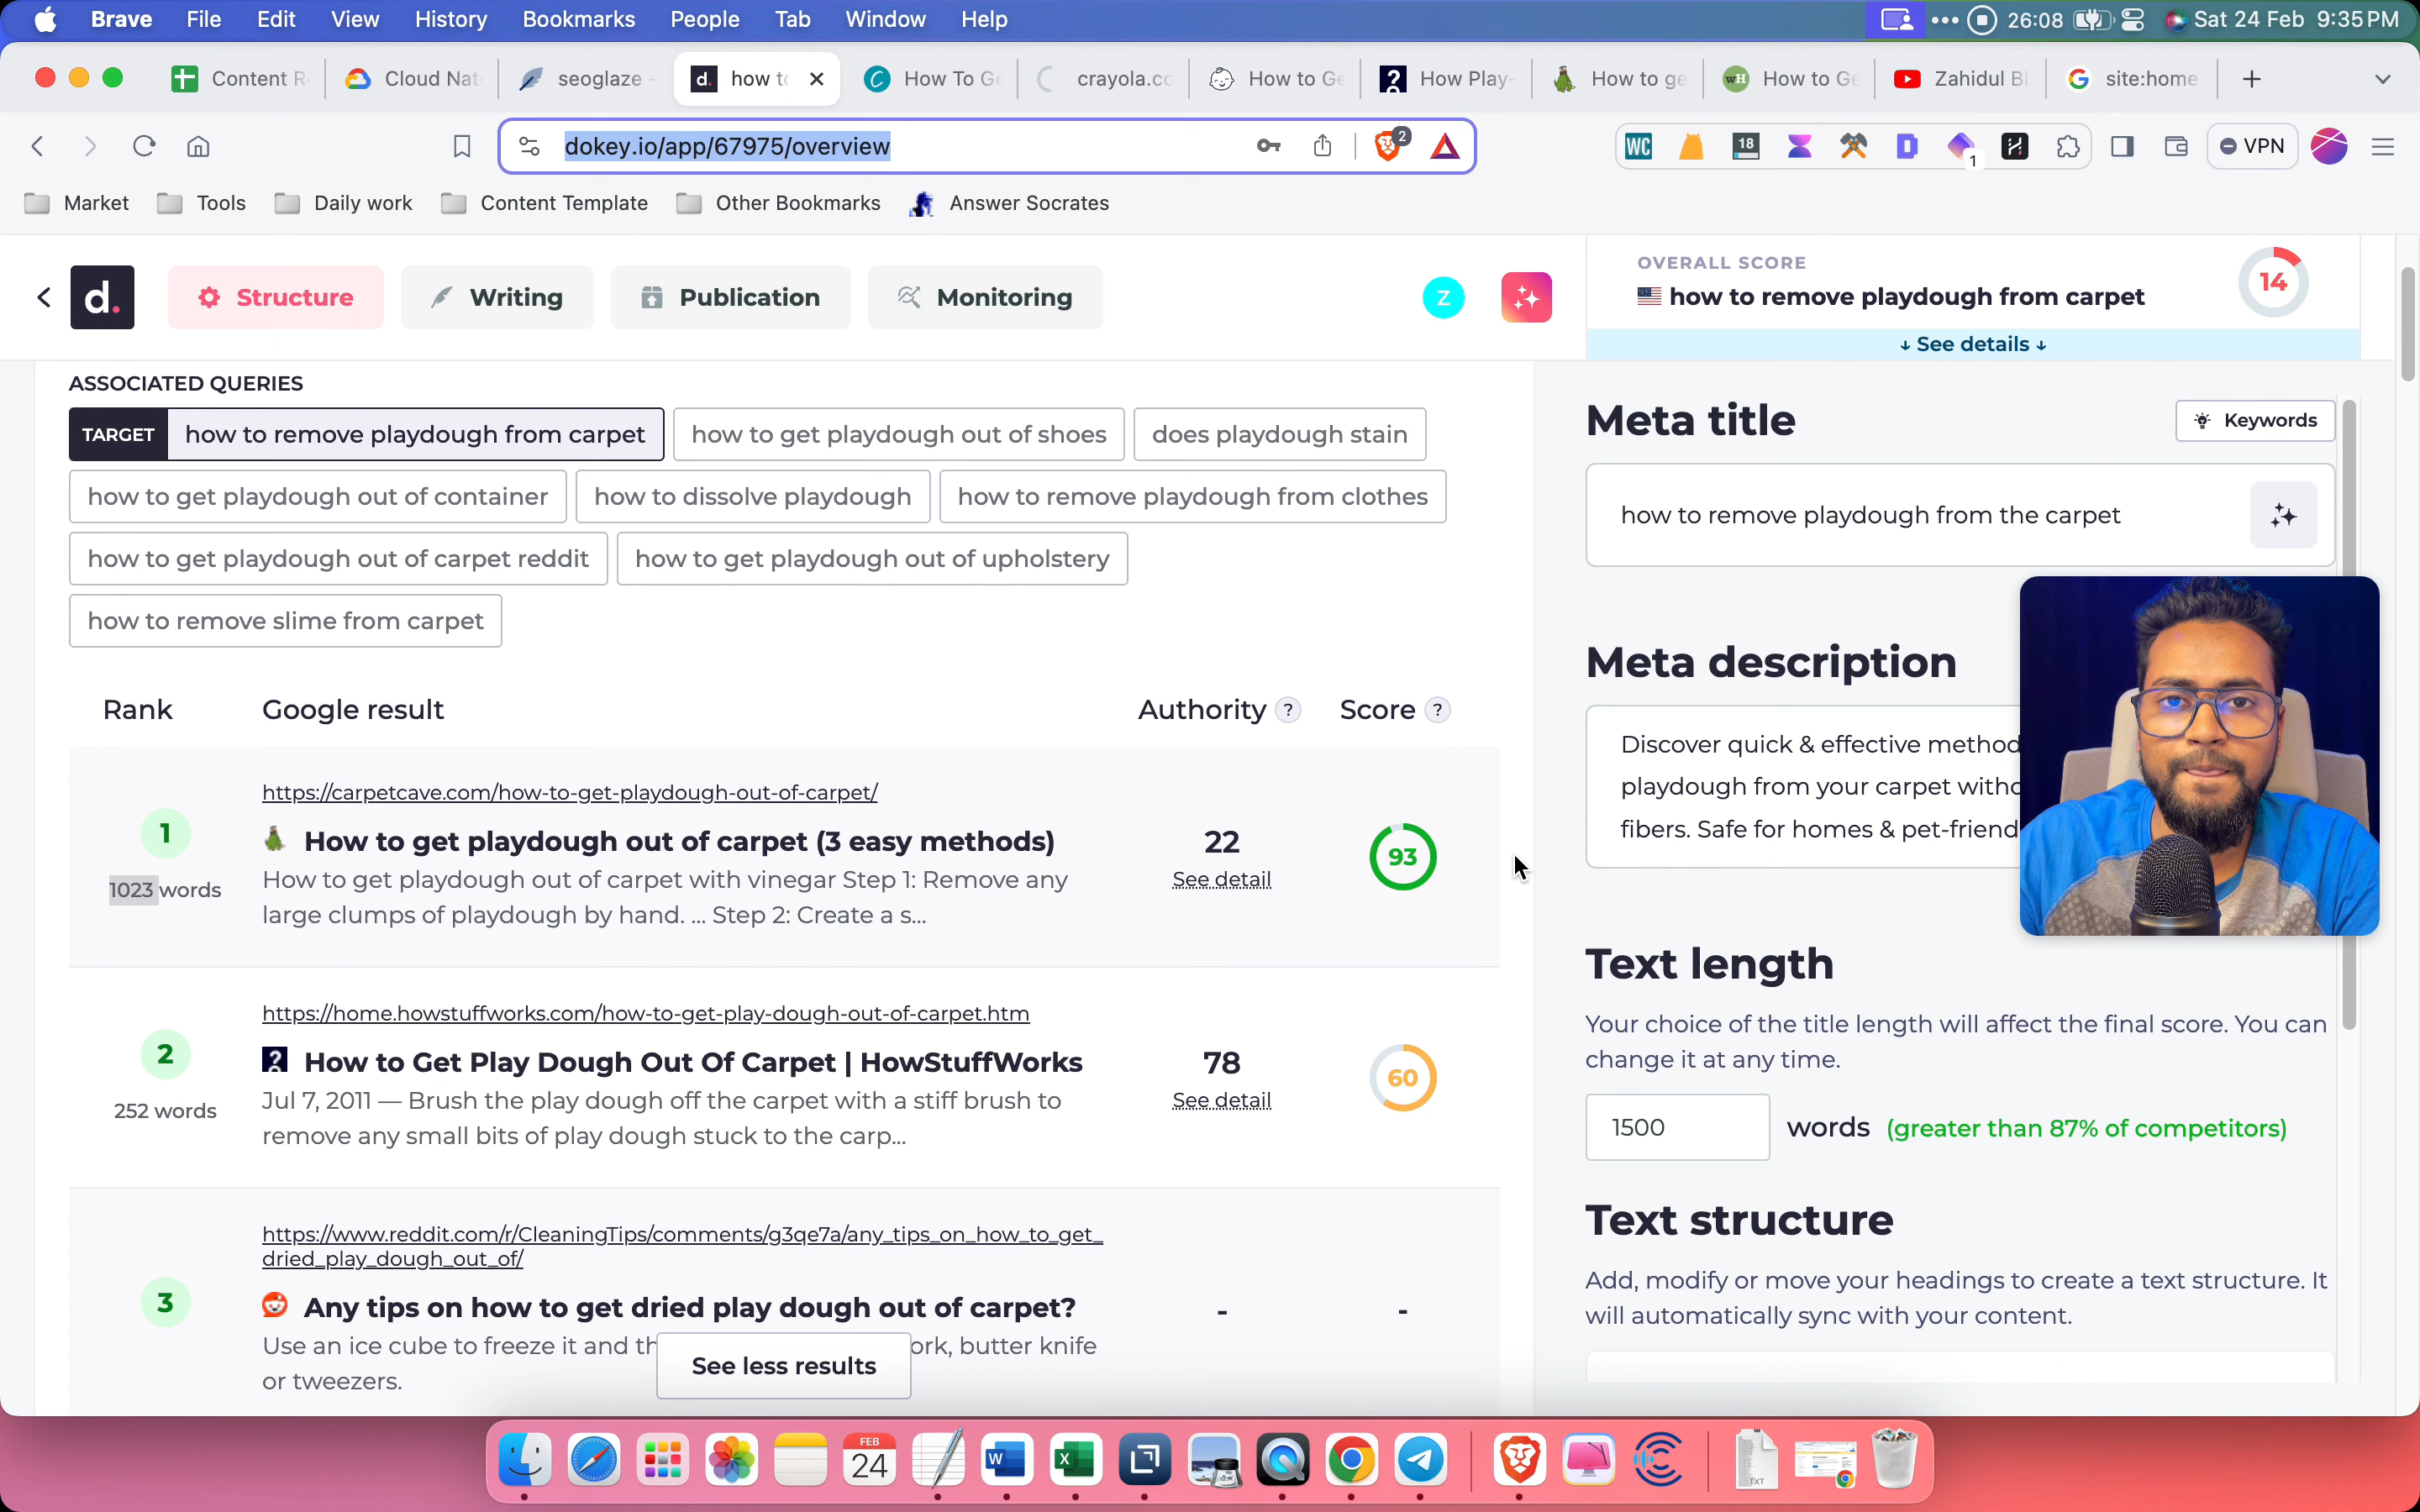 Brave File Edit View History Bookmarks People Tab Window Help 26:08 Sat 24 Feb 9:35 PM
Content R Cloud Nat seoglaze - d. how to How To Ge crayola.co How to Ge How Play- How to ge wH How to Ge Zahidul Bl site:home
dokey.io/app/67975/overview 2 WC 18 1 VPN
Market Tools Daily work Content Template Other Bookmarks Answer Socrates
d. Structure Writing Publication Monitoring Z
OVERALL SCORE
how to remove playdough from carpet 14
↓ See details ↓
ASSOCIATED QUERIES
TARGET how to remove playdough from carpet how to get playdough out of shoes does playdough stain
how to get playdough out of container how to dissolve playdough how to remove playdough from clothes
how to get playdough out of carpet reddit how to get playdough out of upholstery
how to remove slime from carpet
Rank Google result Authority ? Score ?
https://carpetcave.com/how-to-get-playdough-out-of-carpet/
1 How to get playdough out of carpet (3 easy methods) 22 93
1023 words How to get playdough out of carpet with vinegar Step 1: Remove any See detail
large clumps of playdough by hand. ... Step 2: Create a s...
https://home.howstuffworks.com/how-to-get-play-dough-out-of-carpet.htm
2 How to Get Play Dough Out Of Carpet | HowStuffWorks 78 60
252 words Jul 7, 2011 — Brush the play dough off the carpet with a stiff brush to See detail
remove any small bits of play dough stuck to the carp...
https://www.reddit.com/r/CleaningTips/comments/g3qe7a/any_tips_on_how_to_get_
dried_play_dough_out_of/
3 Any tips on how to get dried play dough out of carpet? - -
Use an ice cube to freeze it and th ork, butter knife
or tweezers.
See less results
Meta title Keywords
how to remove playdough from the carpet
Meta description
Discover quick & effective method
playdough from your carpet witho
fibers. Safe for homes & pet-friend
Text length
Your choice of the title length will affect the final score. You can
change it at any time.
1500 words (greater than 87% of competitors)
Text structure
Add, modify or move your headings to create a text structure. It
will automatically sync with your content.
FEB
24
W X TXT